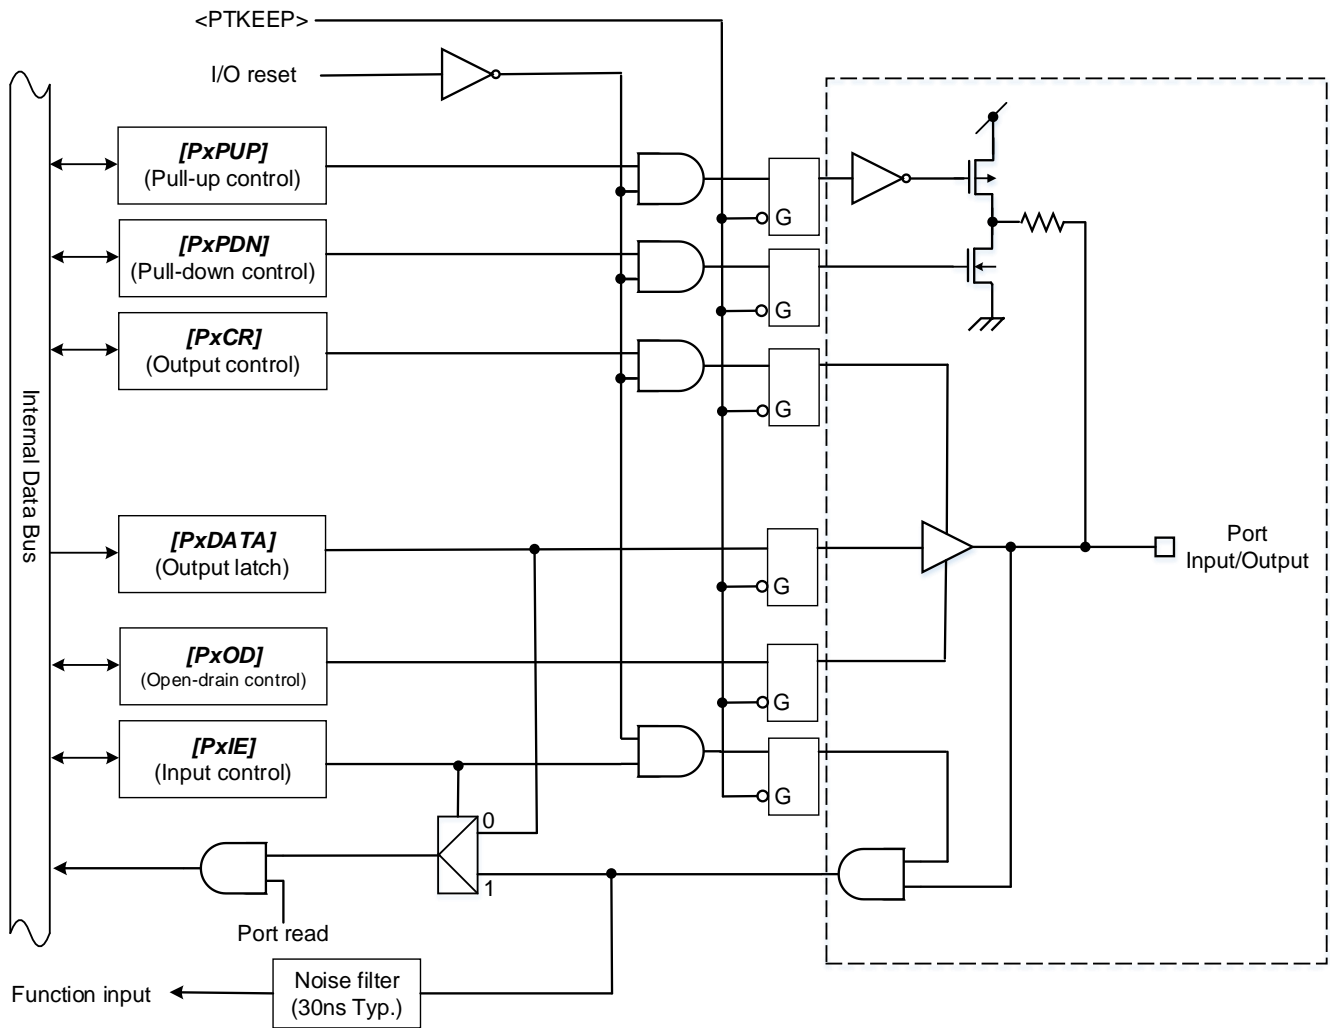 <PTKEEP>
I/O reset
[PxPUP]
(Pull-up control)
G
[PxPDN]
(Pull-down control)
G
[PxCR]
(Output control)
G
Internal Data Bus
[PxDATA]
(Output latch)
G
Port
Input/Output
[PxOD]
(Open-drain control)
G
[PxIE]
(Input control)
G
0
1
Port read
Noise filter
(30ns Typ.)
Function input